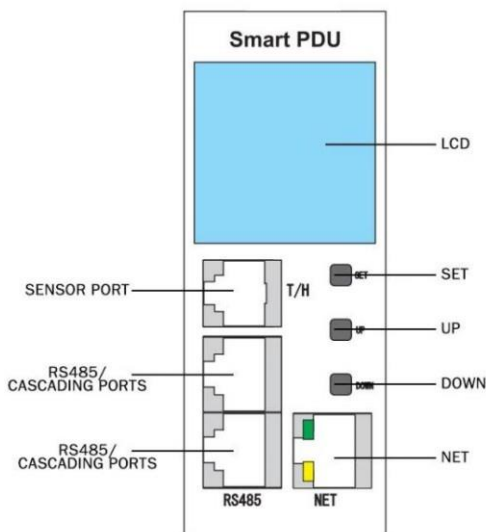 Smart PDU
LCD
SENSOR PORT
T/H
SET
SET
UP
UP
RS485/
CASCADING PORTS
DOWN
DOWN
RS485/
CASCADING PORTS
NET
RS485
NET